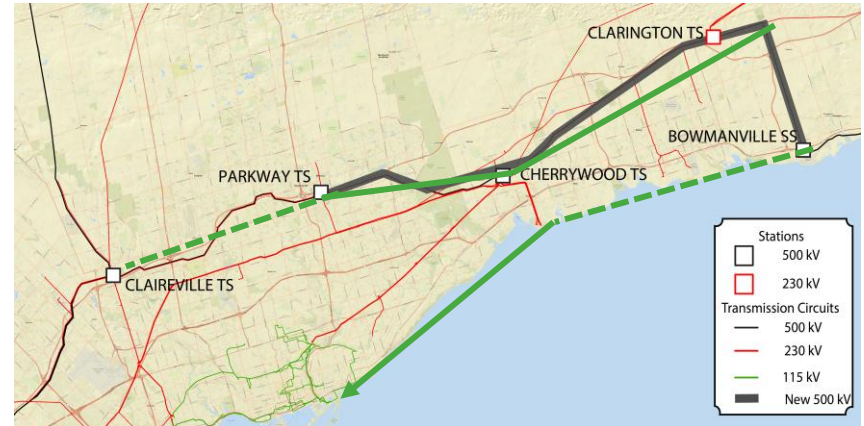 CLARINGTON TS
BOWMANVILLE SS
PARKWAY TS
CHERRYWOOD TS
CLAIREVILLE TS
Stations
500 kV
230 kV
Transmission Circuits
500 kV
230 kV
115 kV
New 500 kV